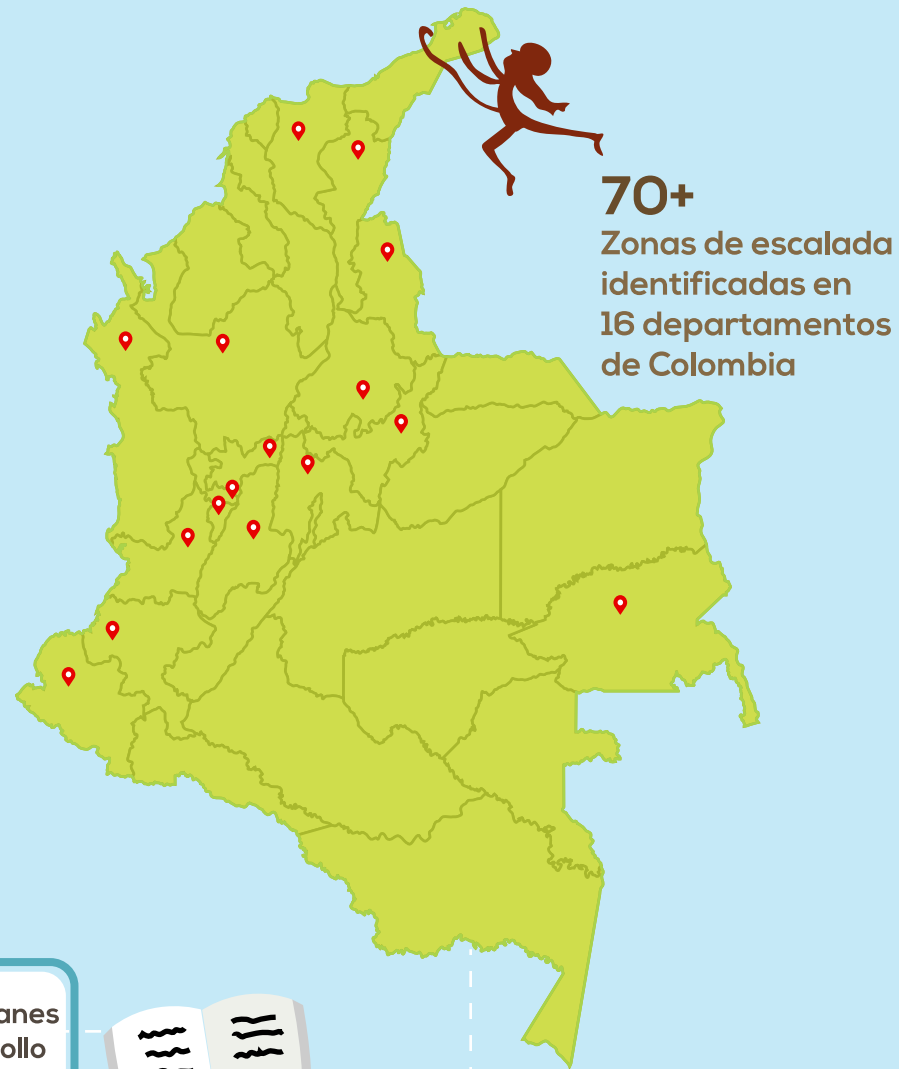 70+
Zonas de escalada
identificadas en
16 departamentos
de Colombia
anes
ollo